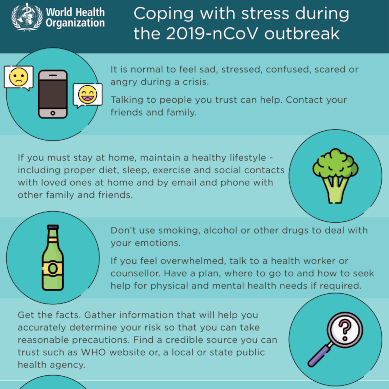 World Health
Organization
Coping with stress during
the 2019-nCoV outbreak
It is normal to feel sad, stressed, confused, scared or
angry during a crisis.
Talking to people you trust can help. Contact your
friends and family.
If you must stay at home, maintain a healthy lifestyle -
including proper diet, sleep, exercise and social contacts
with loved ones at home and by email and phone with
other family and friends.
Don't use smoking, alcohol or other drugs to deal with
your emotions.
If you feel overwhelmed, talk to a health worker or
counsellor. Have a plan, where to go to and how to seek
help for physical and mental health needs if required.
Get the facts. Gather information that will help you
accurately determine your risk so that you can take
reasonable precautions. Find a credible source you can
trust such as WHO website or, a local or state public
health agency.
?